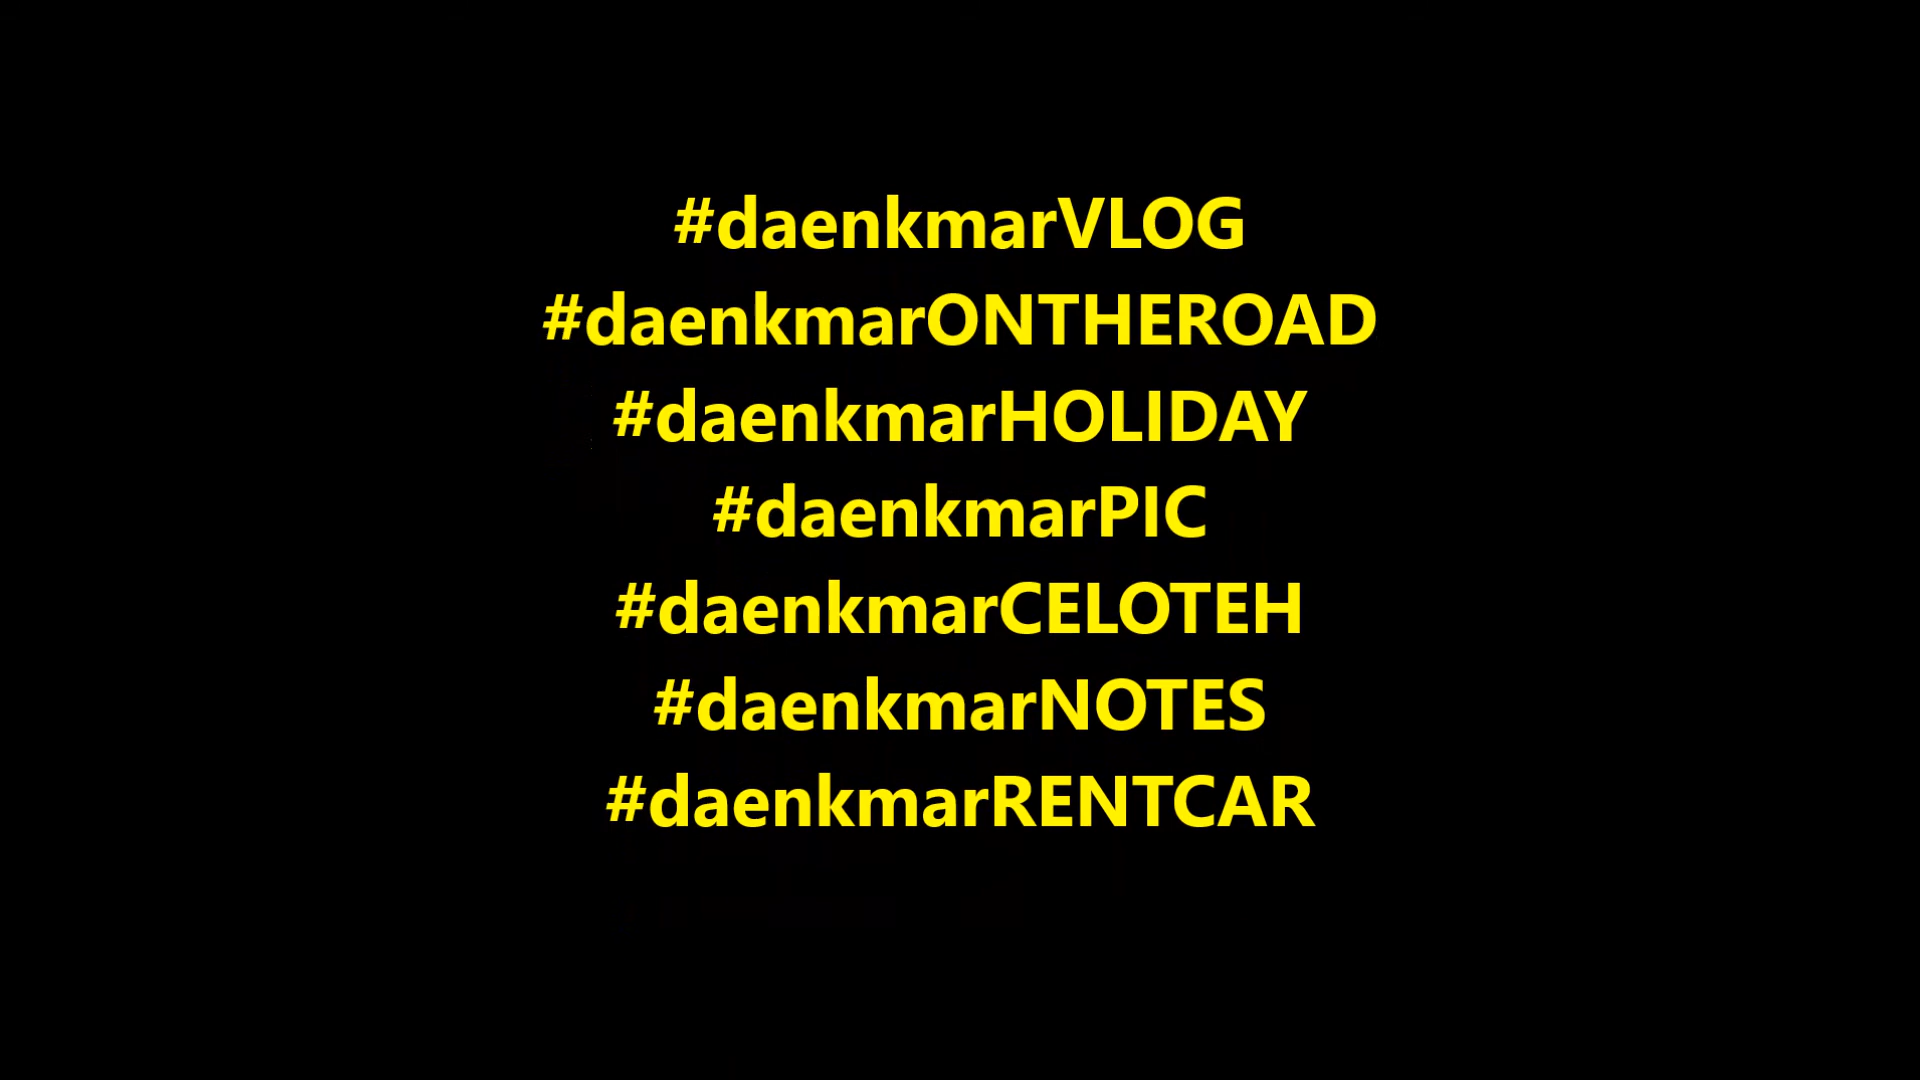 #daenkmarVLOG
#daenkmarONTHEROAD
#daenkmarHOLIDAY
#daenkmarPIC
#daenkmarCELOTEH
#daenkmarNOTES
#daenkmarRENTCAR